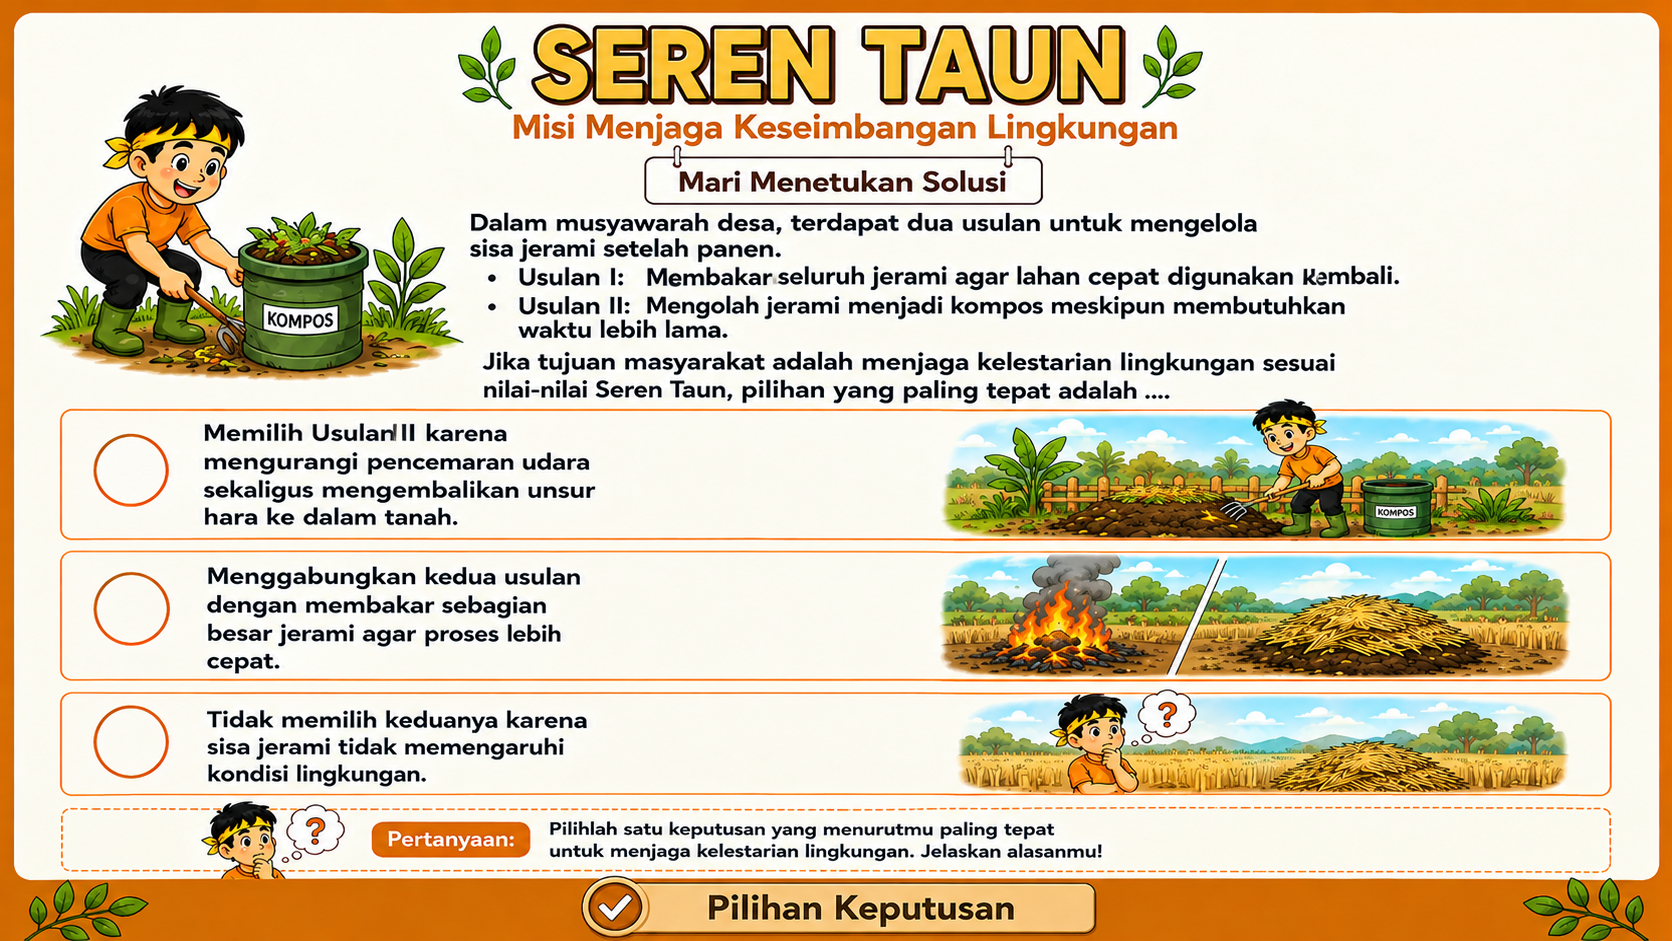 SEREN TAUN
Misi Menjaga Keseimbangan Lingkungan
Mari Menetukan Solusi
Dalam musyawarah desa, terdapat dua usulan untuk mengelola
sisa jerami setelah panen.
• Usulan I: Membakar seluruh jerami agar lahan cepat digunakan kembali.
• Usulan II: Mengolah jerami menjadi kompos meskipun membutuhkan
waktu lebih lama.
Jika tujuan masyarakat adalah menjaga kelestarian lingkungan sesuai
nilai-nilai Seren Taun, pilihan yang paling tepat adalah ....
KOMPOS
Memilih Usulan II karena
mengurangi pencemaran udara
sekaligus mengembalikan unsur
hara ke dalam tanah.
KOMPOS
Menggabungkan kedua usulan
dengan membakar sebagian
besar jerami agar proses lebih
cepat.
Tidak memilih keduanya karena
sisa jerami tidak memengaruhi
kondisi lingkungan.
?
?
Pertanyaan:
Pilihlah satu keputusan yang menurutmu paling tepat
untuk menjaga kelestarian lingkungan. Jelaskan alasanmu!
Pilihan Keputusan